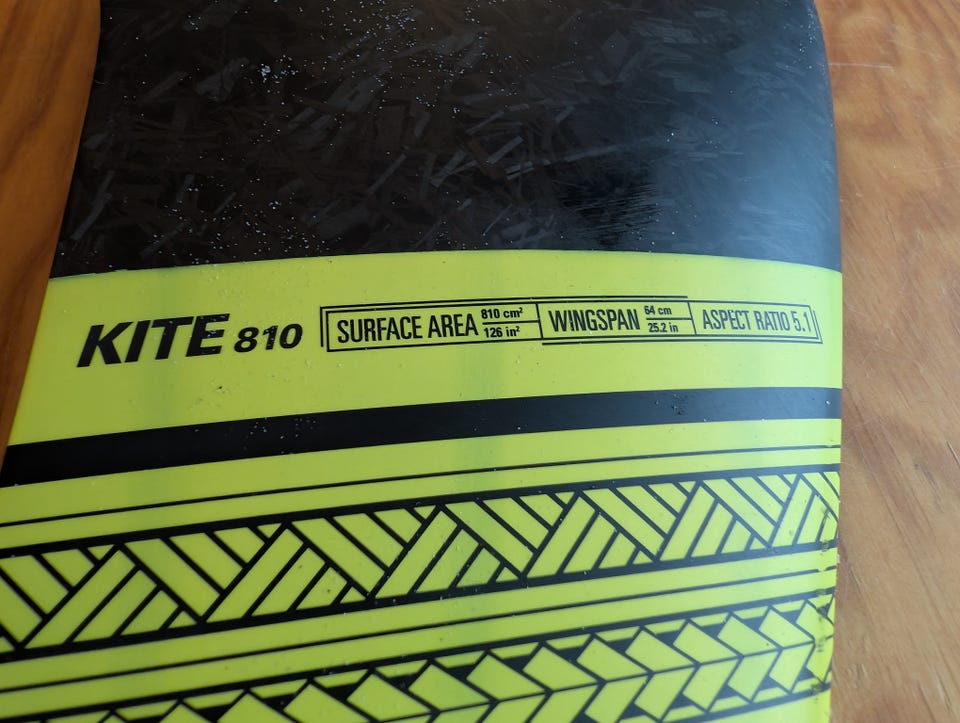 KITE 810
SURFACE AREA 810 cm² 126 in²
WINGSPAN 64 cm 25.2 in
ASPECT RATIO 5.1